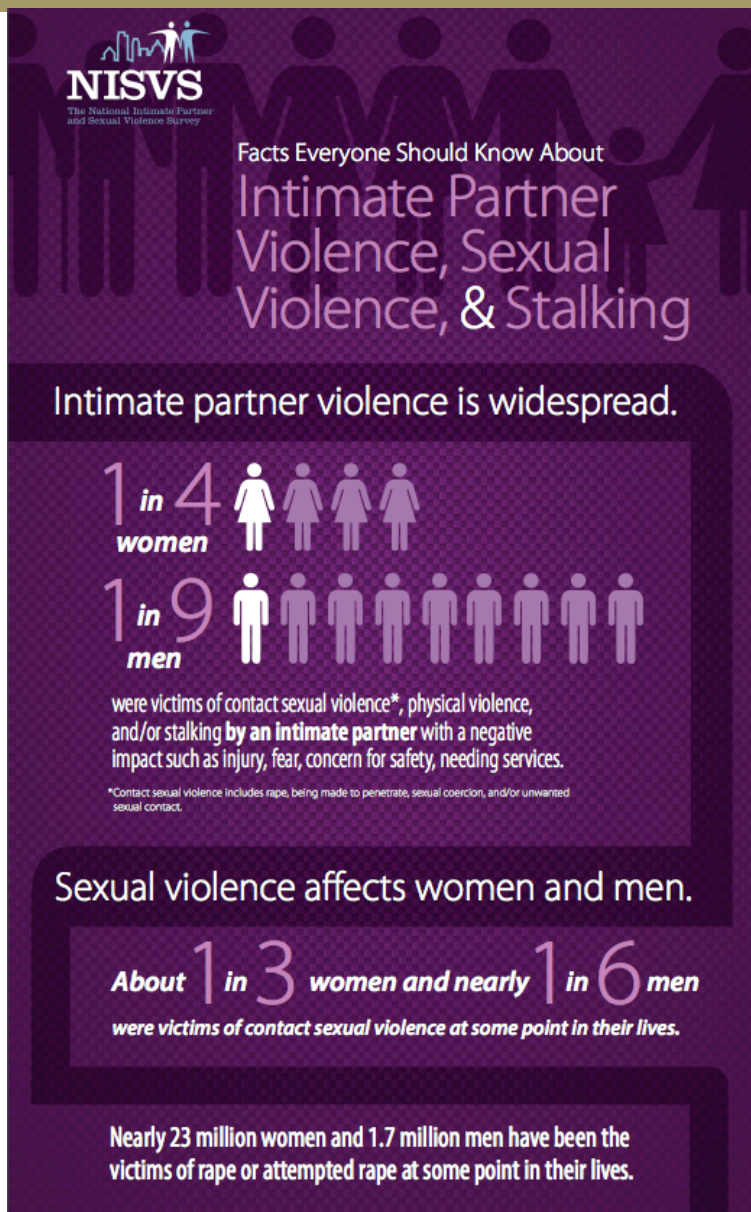 NISVS
The National Intimate Partner
and Sexual Violence Survey
Facts Everyone Should Know About
Intimate Partner
Violence, Sexual
Violence, & Stalking
Intimate partner violence is widespread.
1 in 4
women
1 in 9
men
were victims of contact sexual violence*, physical violence,
and/or stalking by an intimate partner with a negative
impact such as injury, fear, concern for safety, needing services.
*Contact sexual violence includes rape, being made to penetrate, sexual coercion, and/or unwanted
sexual contact.
Sexual violence affects women and men.
About 1 in 3 women and nearly 1 in 6 men
were victims of contact sexual violence at some point in their lives.
Nearly 23 million women and 1.7 million men have been the
victims of rape or attempted rape at some point in their lives.